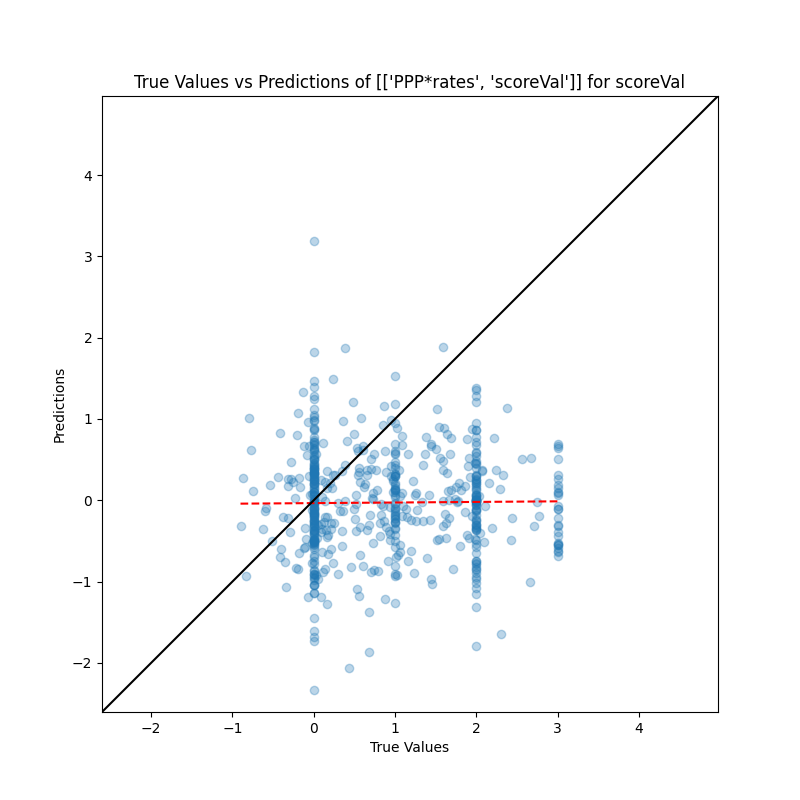 True Values vs Predictions of [['PPP*rates', 'scoreVal']] for scoreVal
4
3
2
1
0
−1
−2
Predictions
−2 −1 0 1 2 3 4
True Values